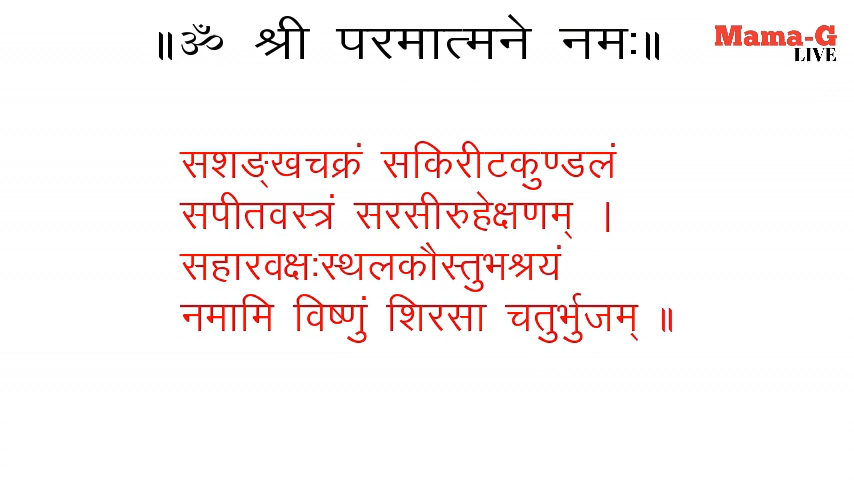 ॥ॐ श्री परमात्मने नमः॥
Mama-G
LIVE
सशङ्खचक्रं सकिरीटकुण्डलं
सपीतवस्त्रं सरसीरुहेक्षणम् ।
सहारवक्षःस्थलकौस्तुभश्रयं
नमामि विष्णुं शिरसा चतुर्भुजम् ॥